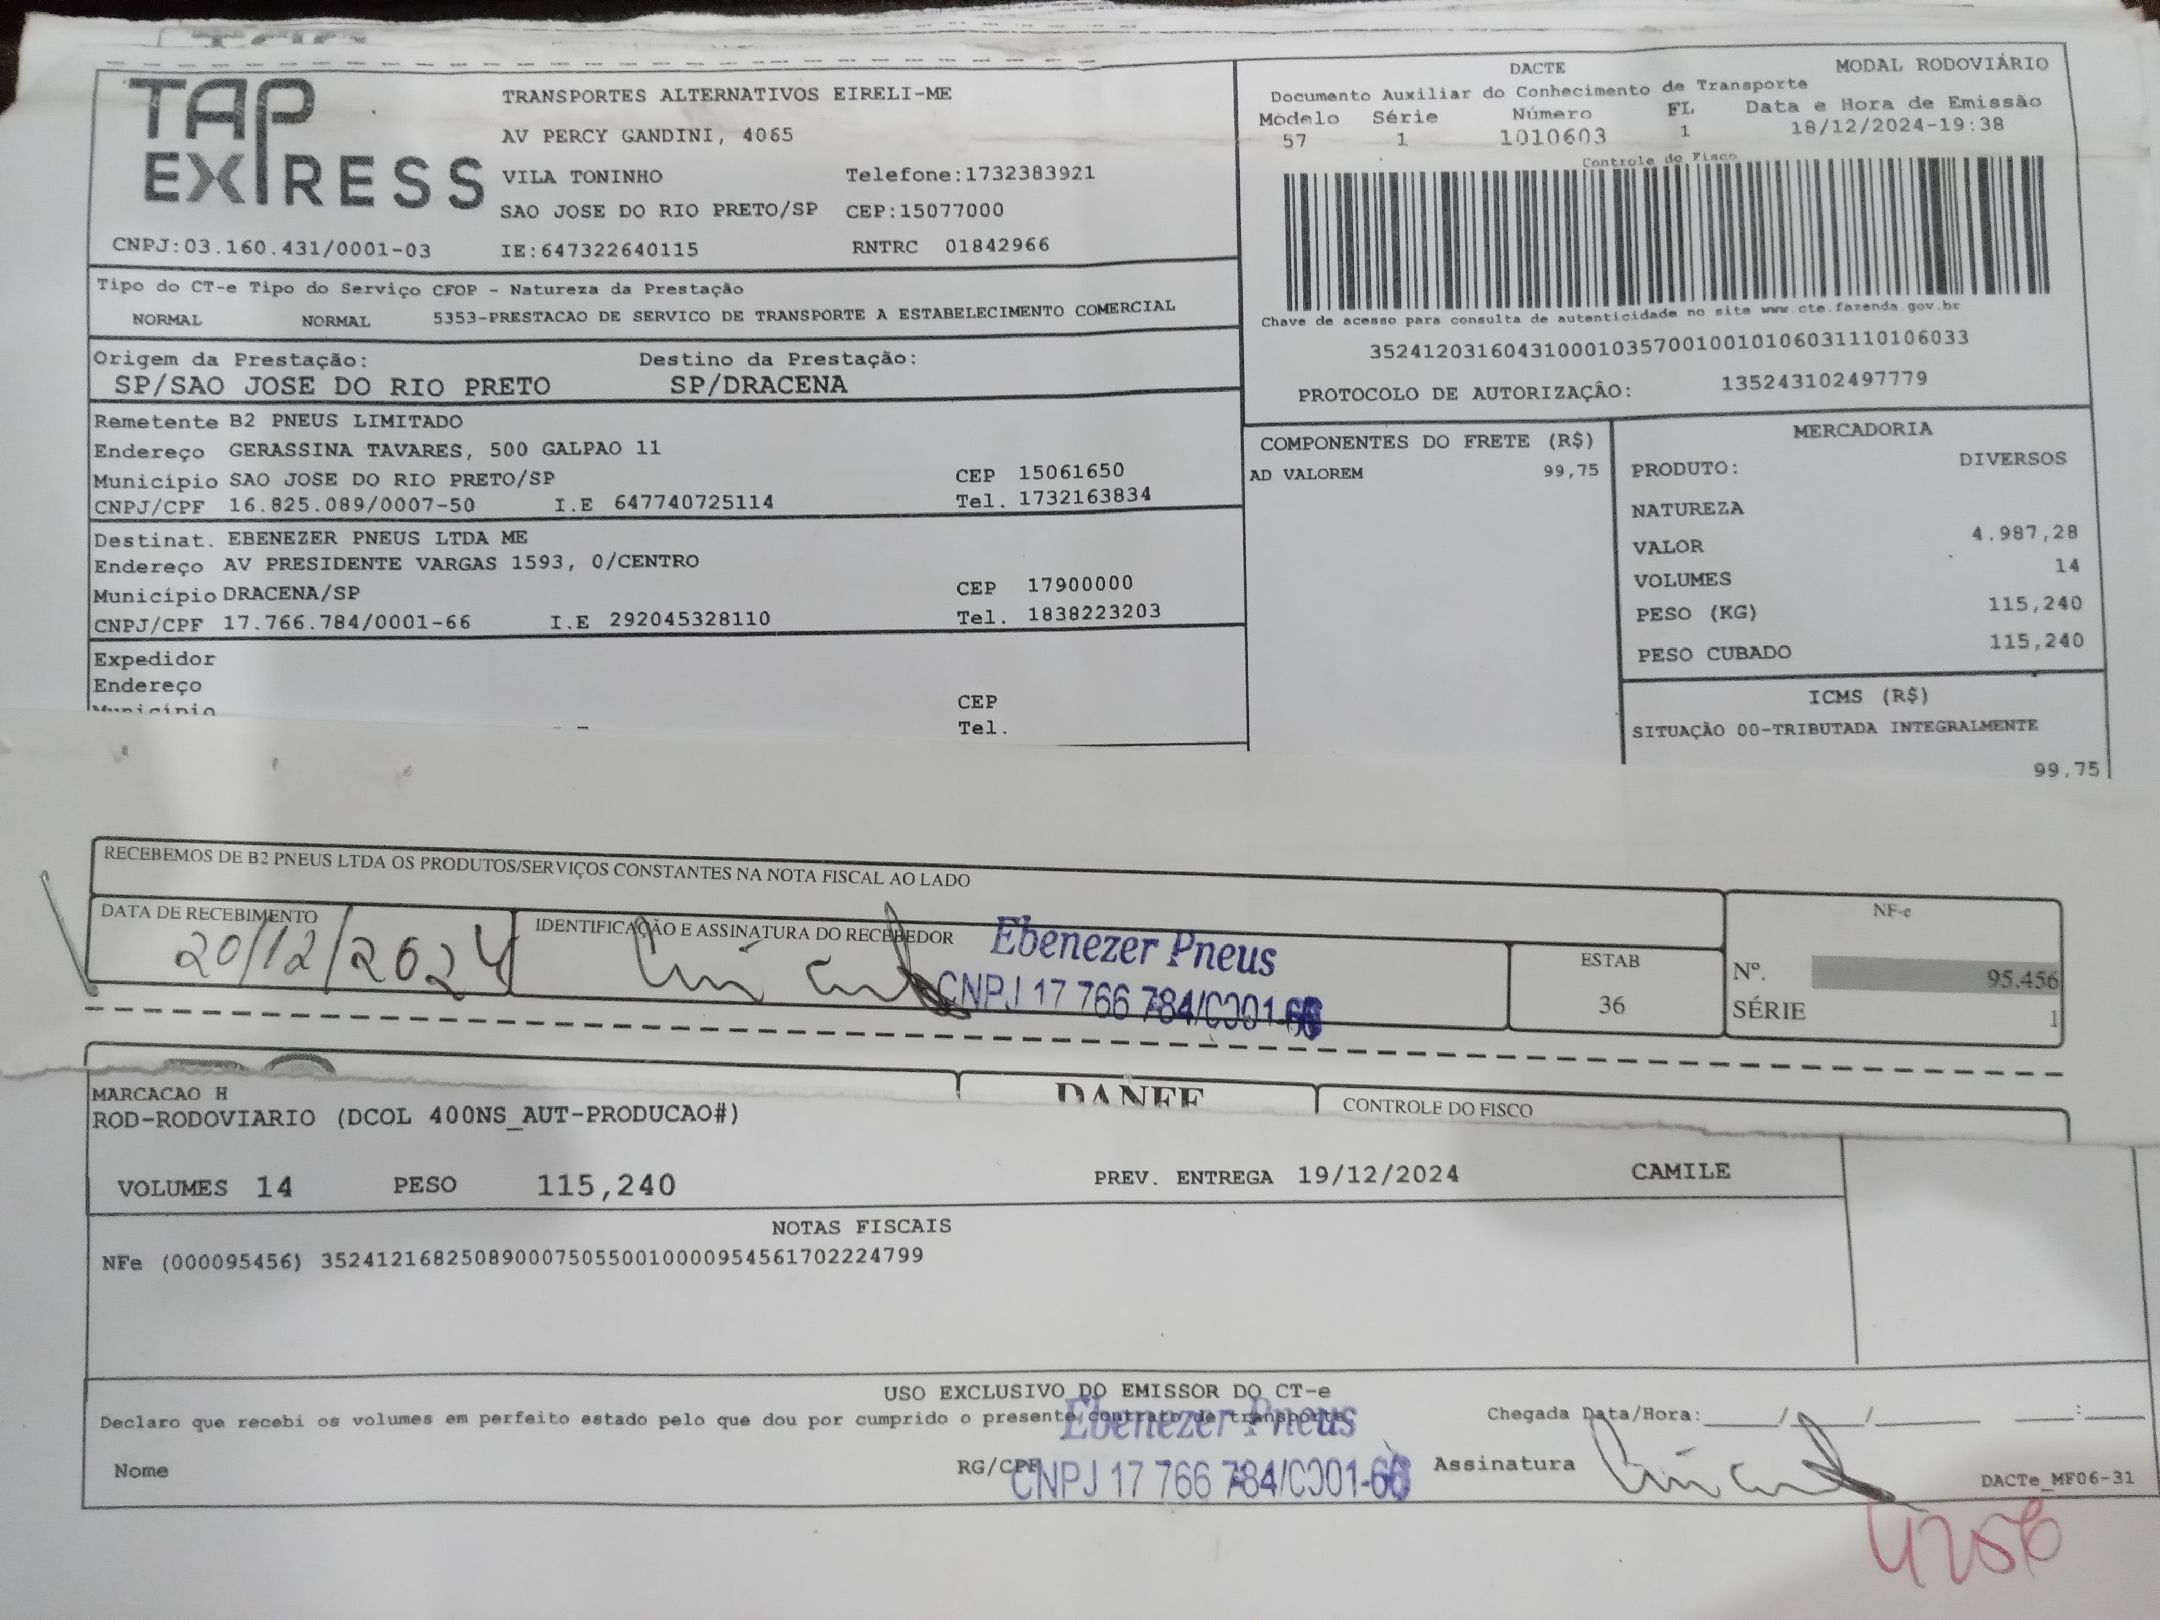 TAP EXPRESS
TRANSPORTES ALTERNATIVOS EIRELI-ME
AV PERCY GANDINI, 4065
VILA TONINHO Telefone:1732383921
SAO JOSE DO RIO PRETO/SP CEP:15077000
CNPJ:03.160.431/0001-03 IE:647322640115 RNTRC 01842966
DACTE MODAL RODOVIÁRIO
Documento Auxiliar do Conhecimento de Transporte
Modelo Série Número FL Data e Hora de Emissão
57 1 1010603 1 18/12/2024-19:38
Controle do Fisco
Chave de acesso para consulta de autenticidade no site www.cte.fazenda.gov.br
35241203160431000103570010010106031110106033
PROTOCOLO DE AUTORIZAÇÂO: 135243102497779
Tipo do CT-e Tipo do Serviço CFOP - Natureza da Prestação
NORMAL NORMAL 5353-PRESTACAO DE SERVICO DE TRANSPORTE A ESTABELECIMENTO COMERCIAL
Origem da Prestação: Destino da Prestação:
SP/SAO JOSE DO RIO PRETO SP/DRACENA
Remetente B2 PNEUS LIMITADO
Endereço GERASSINA TAVARES, 500 GALPAO 11
Município SAO JOSE DO RIO PRETO/SP CEP 15061650
CNPJ/CPF 16.825.089/0007-50 I.E 647740725114 Tel. 1732163834
Destinat. EBENEZER PNEUS LTDA ME
Endereço AV PRESIDENTE VARGAS 1593, 0/CENTRO
Município DRACENA/SP CEP 17900000
CNPJ/CPF 17.766.784/0001-66 I.E 292045328110 Tel. 1838223203
Expedidor
Endereço
Município CEP
Tel.
COMPONENTES DO FRETE (R$)
AD VALOREM 99,75
MERCADORIA
PRODUTO: DIVERSOS
NATUREZA
VALOR 4.987,28
VOLUMES 14
PESO (KG) 115,240
PESO CUBADO 115,240
ICMS (R$)
SITUAÇÃO 00-TRIBUTADA INTEGRALMENTE
99,75
RECEBEMOS DE B2 PNEUS LTDA OS PRODUTOS/SERVIÇOS CONSTANTES NA NOTA FISCAL AO LADO
DATA DE RECEBIMENTO
20/12/2024
IDENTIFICAÇÃO E ASSINATURA DO RECEBEDOR
Ebenezer Pneus
CNPJ 17 766 784/0001-66
ESTAB
36
NF-e
Nº. 95.456
SÉRIE 1
DANFE
CONTROLE DO FISCO
MARCACAO H
ROD-RODOVIARIO (DCOL 400NS_AUT-PRODUCAO#)
VOLUMES 14 PESO 115,240 PREV. ENTREGA 19/12/2024 CAMILE
NOTAS FISCAIS
NFe (000095456) 35241216825089000750550010000954561702224799
USO EXCLUSIVO DO EMISSOR DO CT-e
Declaro que recebi os volumes em perfeito estado pelo que dou por cumprido o presente contrato de transporte Chegada Data/Hora:____/____/____ ____:____
Ebenezer Pneus
Nome RG/CPF Assinatura
CNPJ 17 766 784/0001-66
DACTe_MF06-31
4256